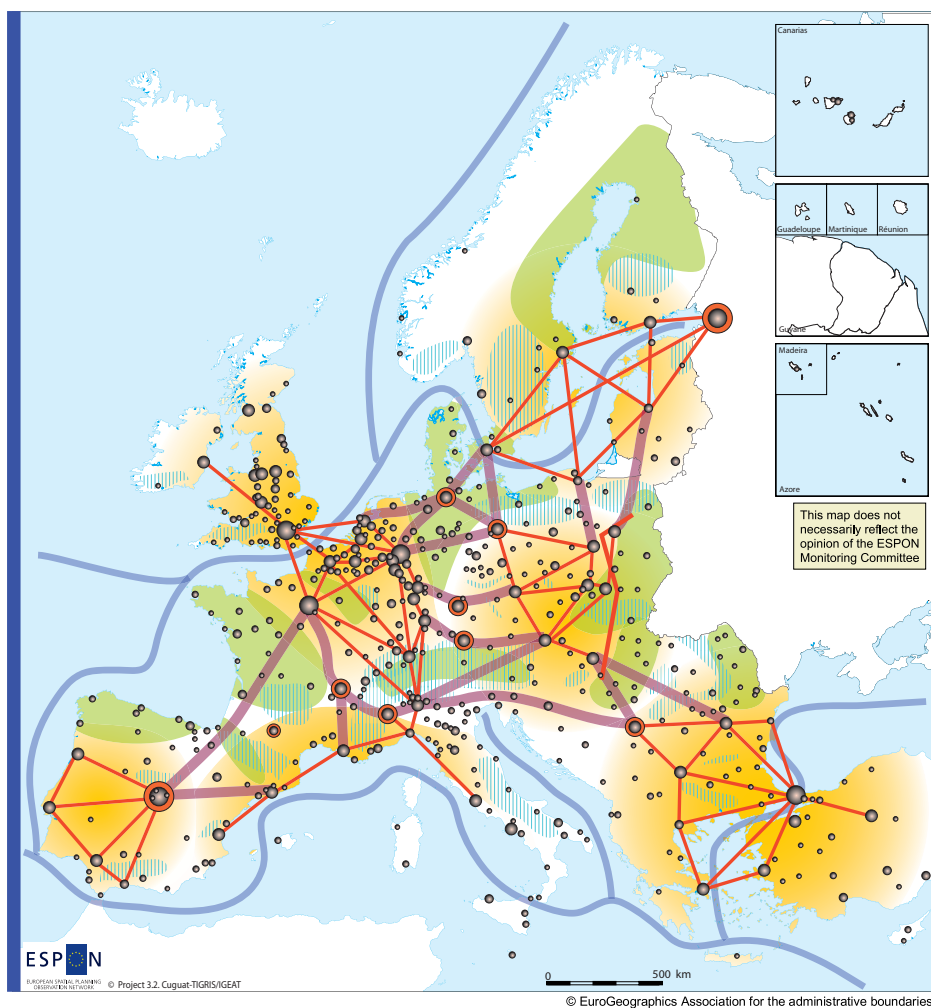 Canarias
Guadeloupe
Martinique
Réunion
Guyane
Madeira
Azore
This map does not
necessarily reflect the
opinion of the ESPON
Monitoring Committee
ESPON
EUROPEAN SPATIAL PLANNING
OBSERVATION NETWORK
© Project 3.2. Cuguat-TIGRIS/IGEAT
0 500 km
© EuroGeographics Association for the administrative boundaries